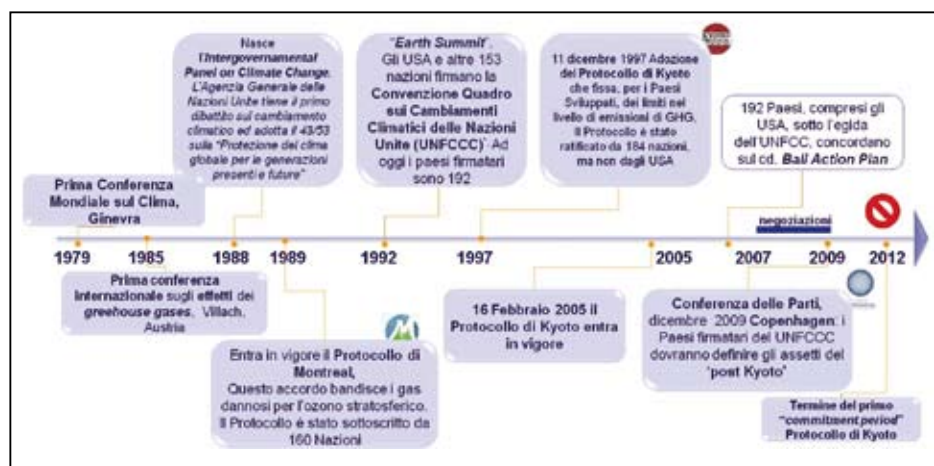 Nasce
l'Intergovernamental
Panel on Climate Change.
L'Agenzia Generale delle
Nazioni Unite tiene il primo
dibattito sul cambiamento
climatico ed adotta il 43/53
sulla "Protezione del clima
globale per le generazioni
presenti e future"
"Earth Summit".
Gli USA e altre 153
nazioni firmano la
Convenzione Quadro
sui Cambiamenti
Climatici delle Nazioni
Unite (UNFCCC)" Ad
oggi i paesi firmatari
sono 192
11 dicembre 1997 Adozione
del Protocollo di Kyoto
che fissa, per i Paesi
Sviluppati, dei limiti nel
livello di emissioni di GHG.
Il Protocollo è stato
ratificato da 184 nazioni,
ma non dagli USA
192 Paesi, compresi gli
USA, sotto l'egida
dell'UNFCC, concordano
sul cd. Bali Action Plan
Prima Conferenza
Mondiale sul Clima,
Ginevra
negoziazioni
1979 1985 1988 1989 1992 1997 2005 2007 2009 2012
Prima conferenza
Internazionale sugli effetti dei
greehouse gases, Villach,
Austria
Entra in vigore il Protocollo di
Montreal,
Questo accordo bandisce i gas
dannosi per l'ozono stratosferico.
Il Protocollo è stato sottoscritto da
160 Nazioni
16 Febbraio 2005 il
Protocollo di Kyoto entra
in vigore
Conferenza delle Parti,
dicembre 2009 Copenhagen: i
Paesi firmatari del UNFCCC
dovranno definire gli assetti del
"post Kyoto"
Termine del primo
"commitment period"
Protocollo di Kyoto